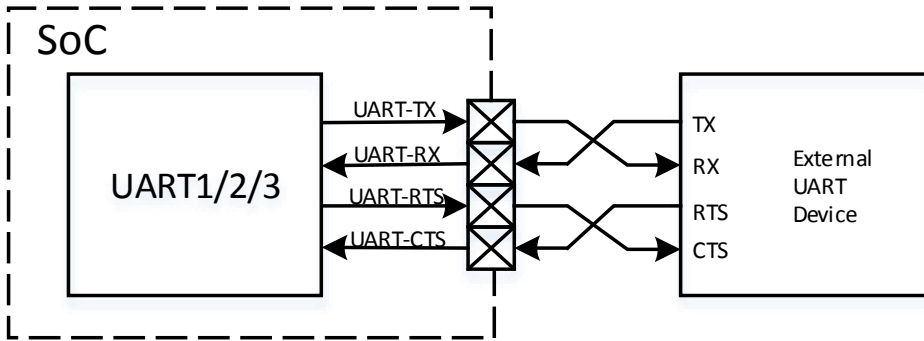 SoC
UART1/2/3
UART-TX
UART-RX
UART-RTS
UART-CTS
TX
RX
RTS
CTS
External
UART
Device